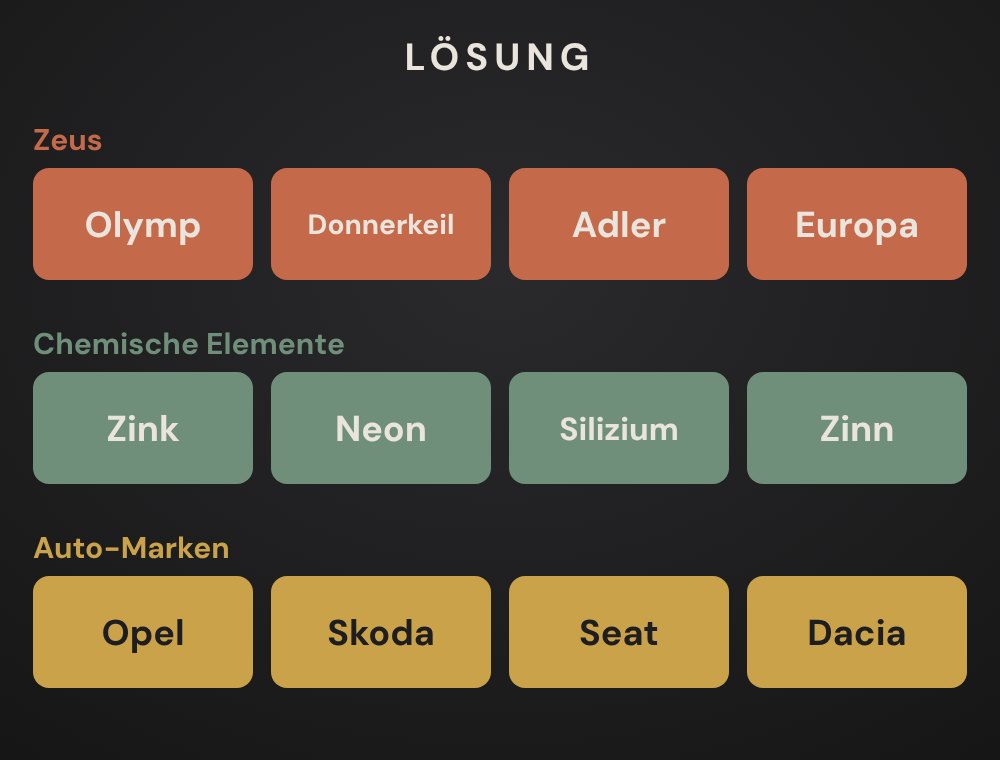 LÖSUNG
Zeus
Olymp Donnerkeil Adler Europa
Chemische Elemente
Zink Neon Silizium Zinn
Auto-Marken
Opel Skoda Seat Dacia